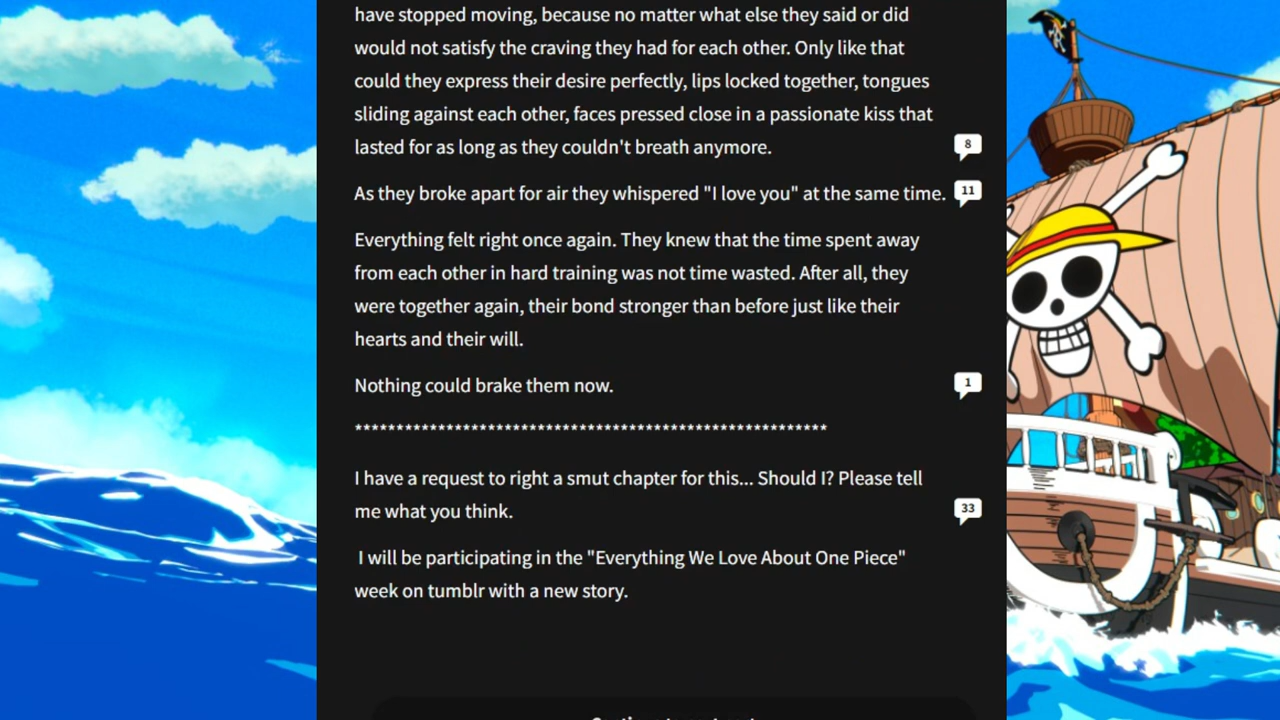 have stopped moving, because no matter what else they said or did
would not satisfy the craving they had for each other. Only like that
could they express their desire perfectly, lips locked together, tongues
sliding against each other, faces pressed close in a passionate kiss that
lasted for as long as they couldn't breath anymore.
8
As they broke apart for air they whispered "I love you" at the same time.
11
Everything felt right once again. They knew that the time spent away
from each other in hard training was not time wasted. After all, they
were together again, their bond stronger than before just like their
hearts and their will.
Nothing could brake them now.
1
*********************************************************
I have a request to right a smut chapter for this... Should I? Please tell
me what you think.
33
I will be participating in the "Everything We Love About One Piece"
week on tumblr with a new story.